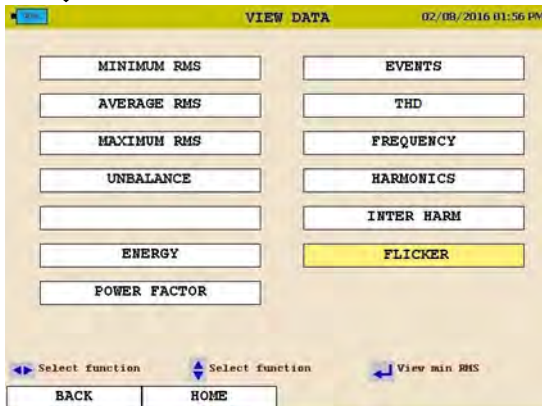 VIEW DATA 02/08/2016 01:56 PM
MINIMUM RMS
AVERAGE RMS
MAXIMUM RMS
UNBALANCE
ENERGY
POWER FACTOR
EVENTS
THD
FREQUENCY
HARMONICS
INTER HARM
FLICKER
Select function Select function View min RMS
BACK HOME